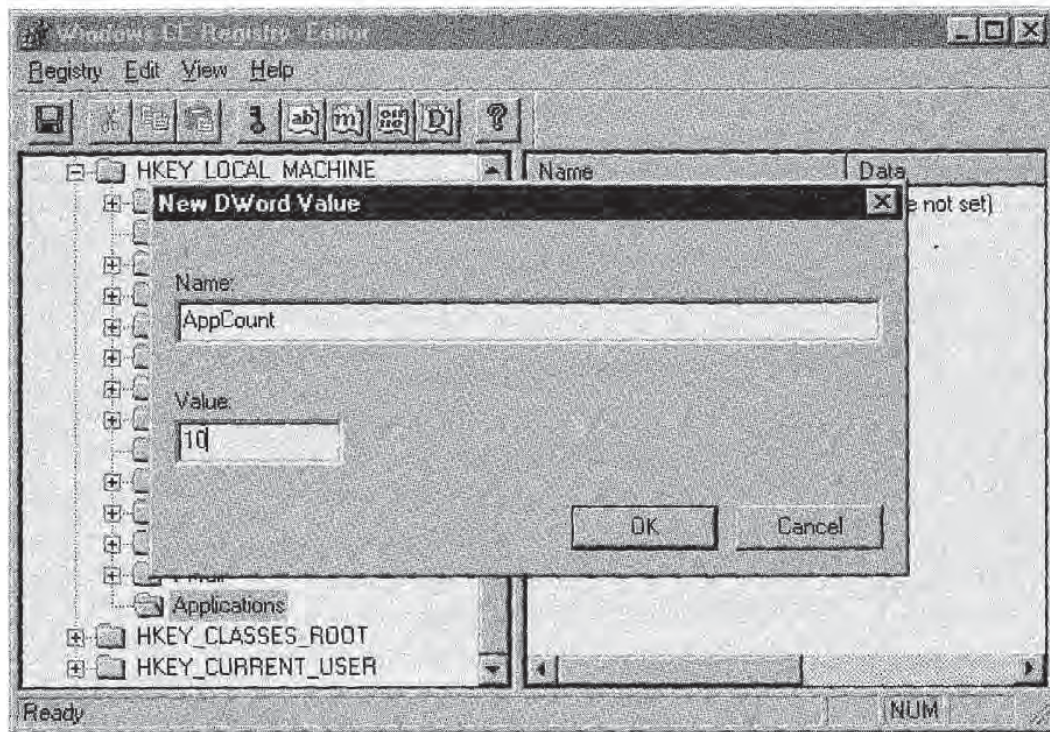 Windows CE Registry Editor
Registry Edit View Help
HKEY_LOCAL_MACHINE
Name Data
New DWord Value
e not set)
Name:
AppCount
Value:
10
OK Cancel
Applications
HKEY_CLASSES_ROOT
HKEY_CURRENT_USER
Ready NUM